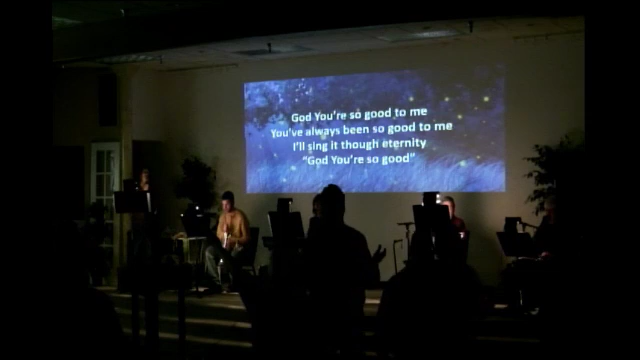 God You're so good to me
You've always been so good to me
I'll sing it though eternity
"God You're so good"